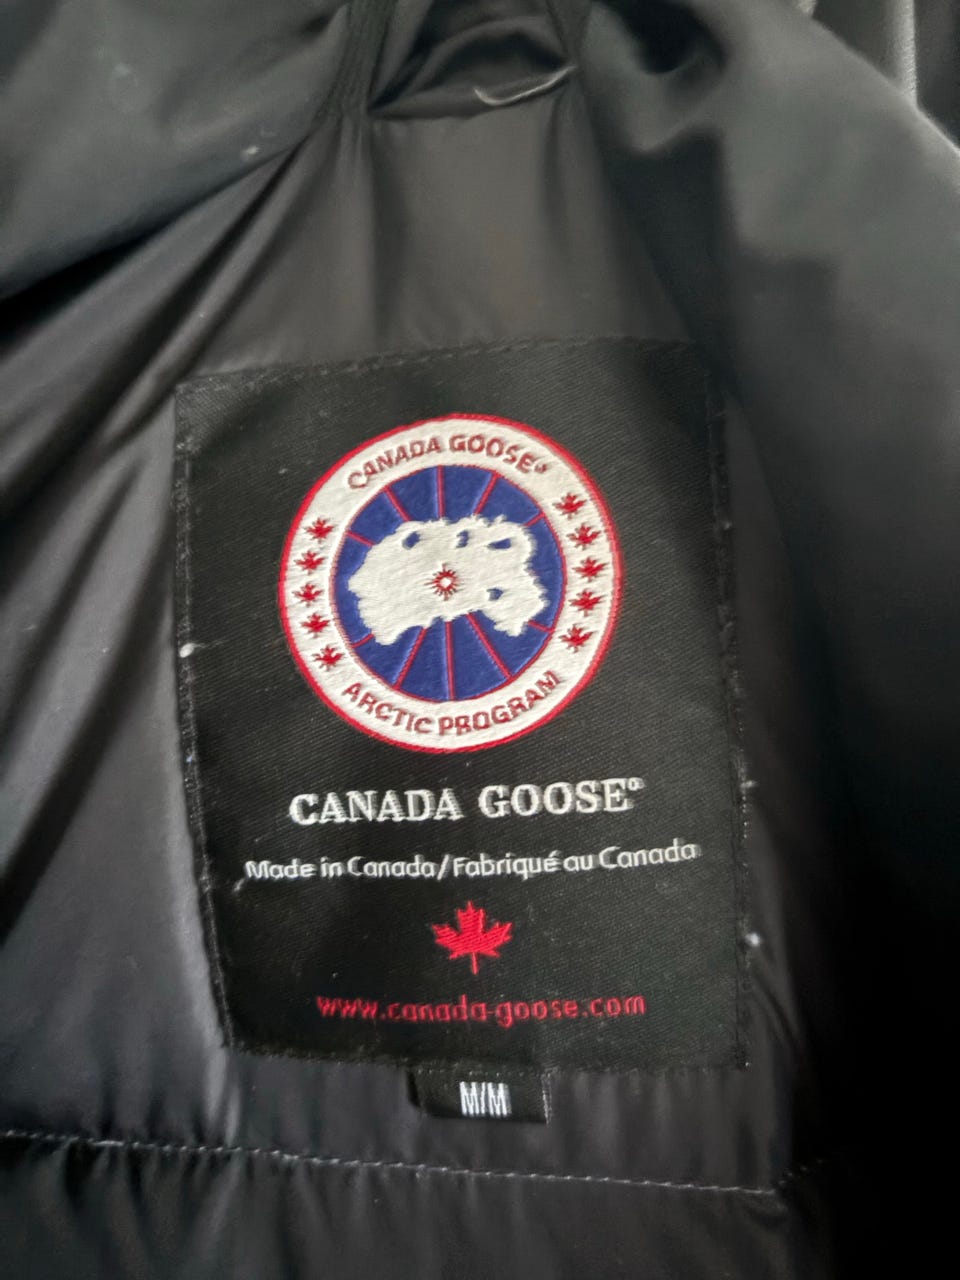 CANADA GOOSE®
ARCTIC PROGRAM
CANADA GOOSE®
Made in Canada/Fabriqué au Canada
www.canada-goose.com
M/M